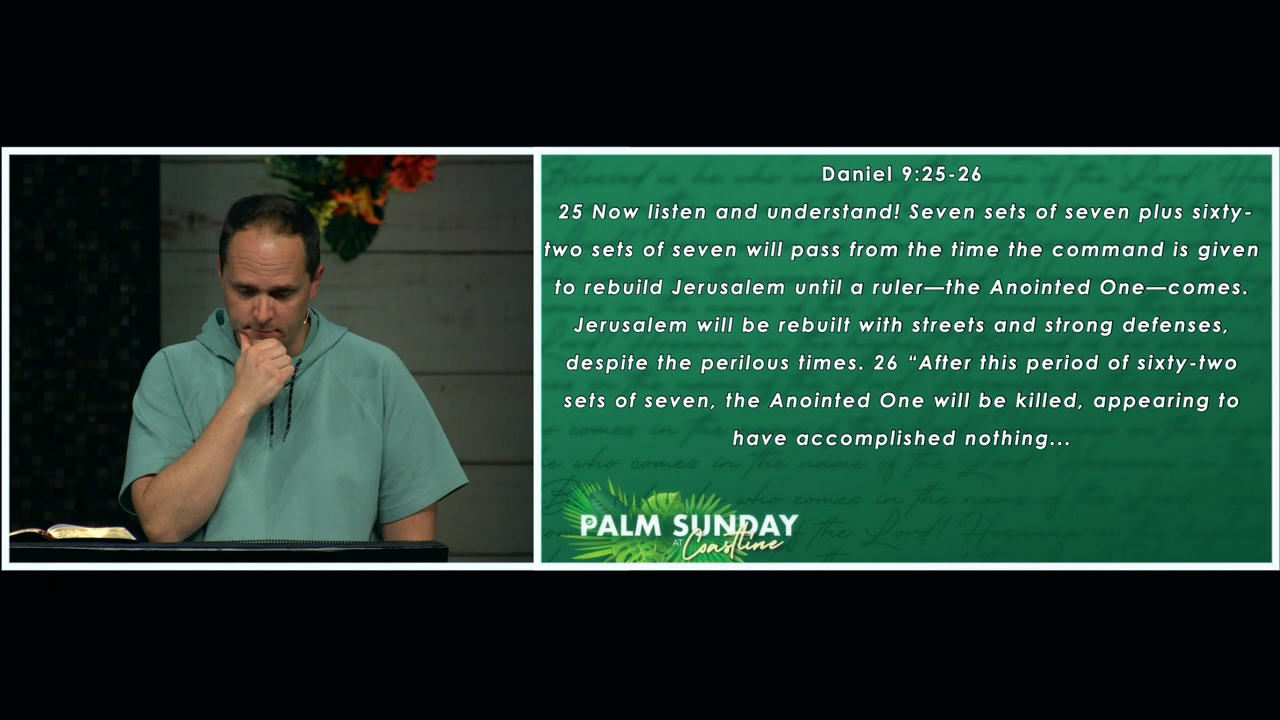 Daniel 9:25-26
25 Now listen and understand! Seven sets of seven plus sixty-
two sets of seven will pass from the time the command is given
to rebuild Jerusalem until a ruler—the Anointed One—comes.
Jerusalem will be rebuilt with streets and strong defenses,
despite the perilous times. 26 “After this period of sixty-two
sets of seven, the Anointed One will be killed, appearing to
have accomplished nothing...
PALM SUNDAY
AT Coastline